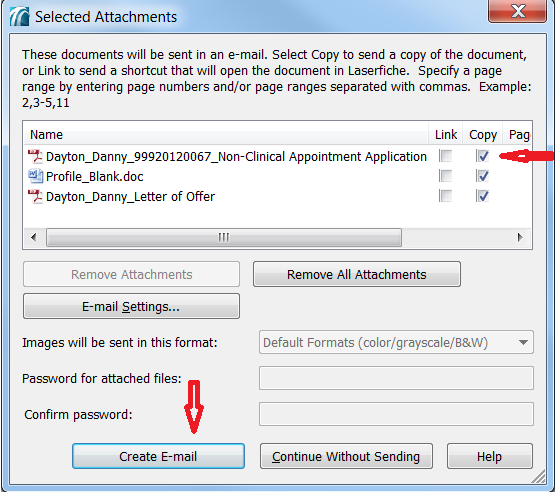 Selected Attachments
X
These documents will be sent in an e-mail. Select Copy to send a copy of the document,
or Link to send a shortcut that will open the document in Laserfiche. Specify a page
range by entering page numbers and/or page ranges separated with commas. Example:
2,3-5,11
Name Link Copy Pag
Dayton_Danny_99920120067_Non-Clinical Appointment Application
Profile_Blank.doc
Dayton_Danny_Letter of Offer
Remove Attachments Remove All Attachments
E-mail Settings...
Images will be sent in this format: Default Formats (color/grayscale/B&W)
Password for attached files:
Confirm password:
Create E-mail Continue Without Sending Help